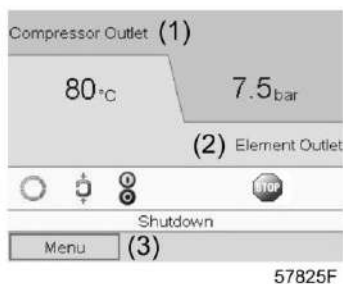 Compressor Outlet (1)
80°C
7.5bar
(2) Element Outlet
STOP
Shutdown
Menu (3)
57825F